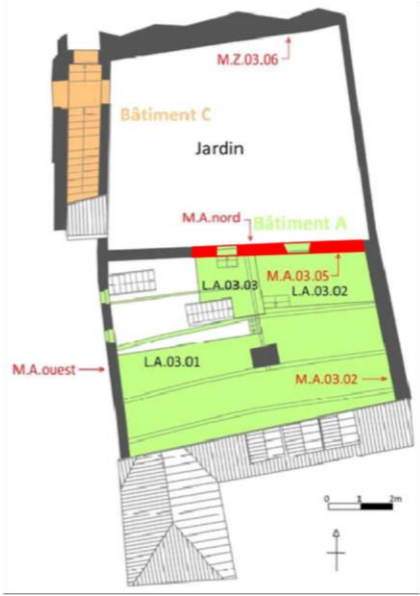 M.Z.03.06
Bâtiment C
Jardin
M.A.nord
Bâtiment A
M.A.03.05
L.A.03.03
L.A.03.02
L.A.03.01
M.A.ouest
M.A.03.02
0 1 2m